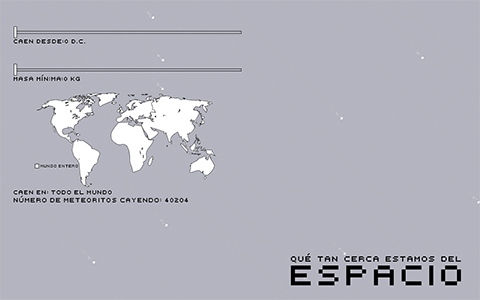 CAEN DESDE:0 D.C.
MASA MÍNIMA:0 KG
MUNDO ENTERO
CAEN EN: TODO EL MUNDO
NÚMERO DE METEORITOS CAYENDO: 40204
QUÉ TAN CERCA ESTAMOS DEL
ESPACIO